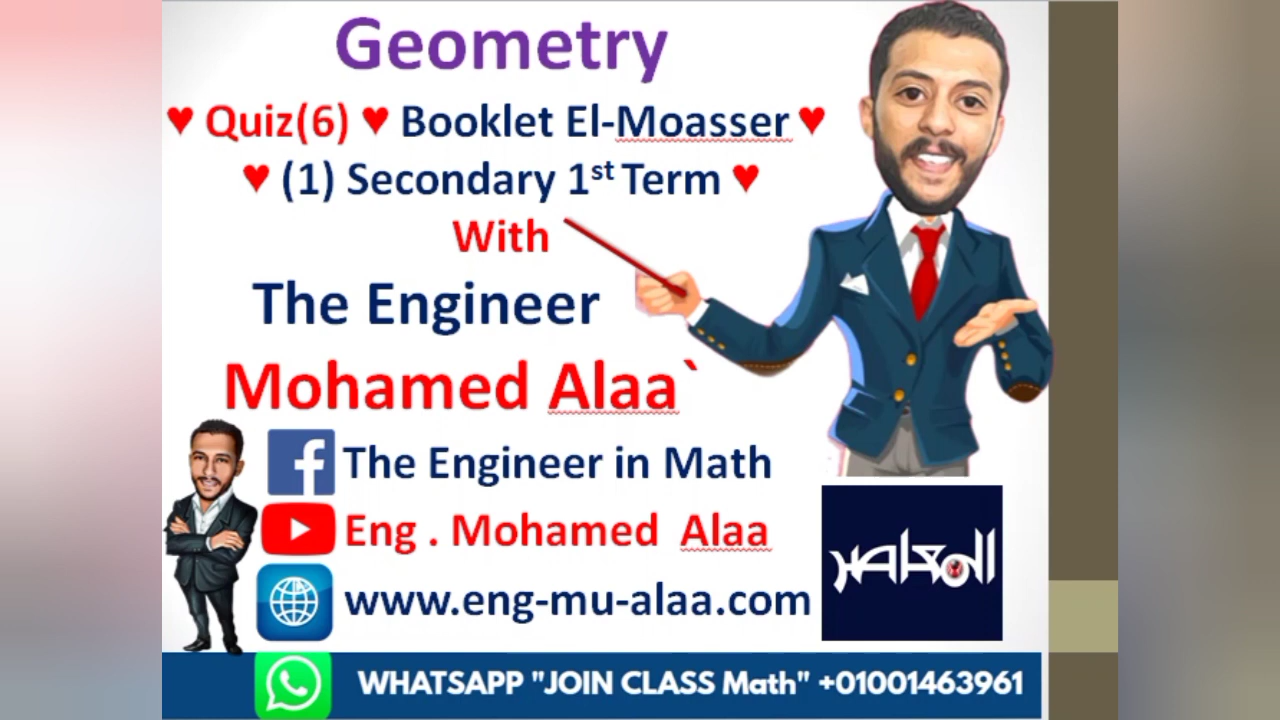 Geometry
♥ Quiz(6) ♥ Booklet El-Moasser ♥
♥ (1) Secondary 1st Term ♥
With
The Engineer
Mohamed Alaa`
f The Engineer in Math
Eng . Mohamed Alaa
www.eng-mu-alaa.com
المعاصر
WHATSAPP "JOIN CLASS Math" +01001463961